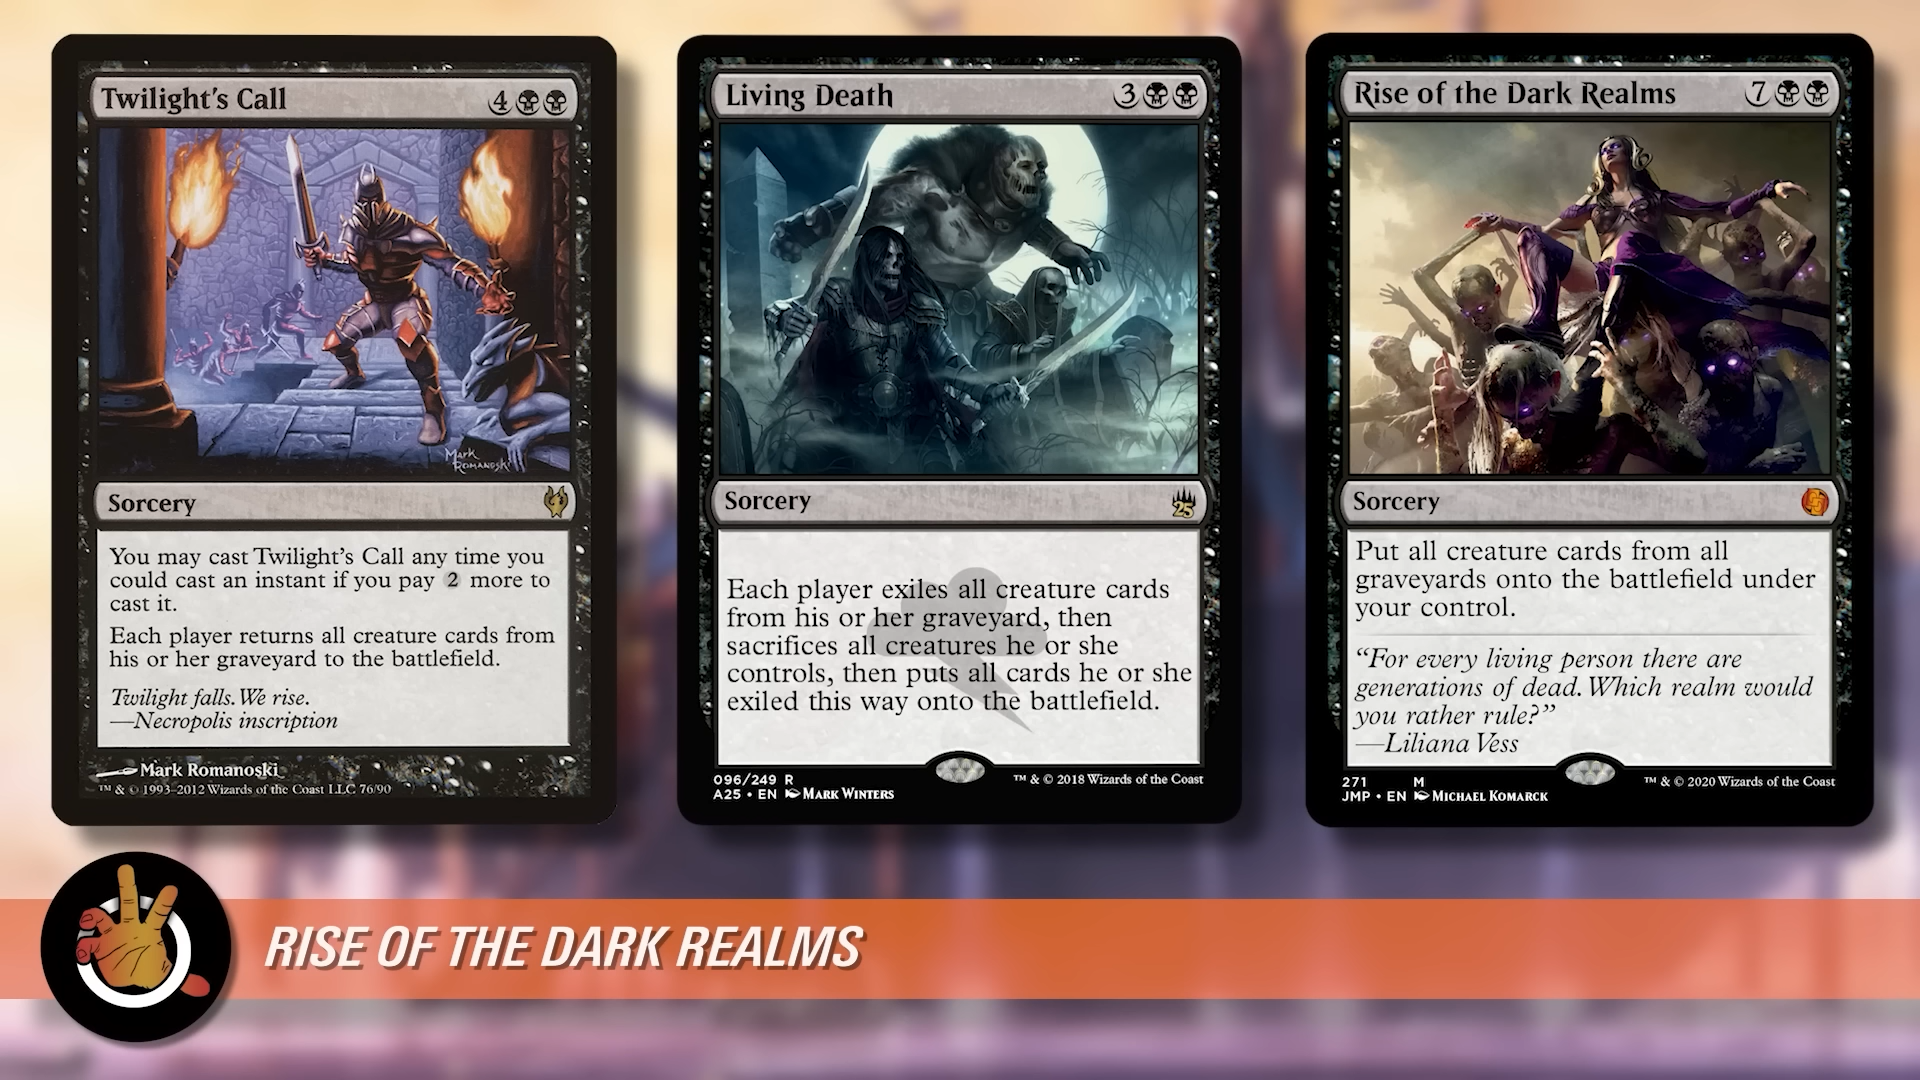 Twilight's Call 4
Mark
Romanoski
Sorcery
You may cast Twilight's Call any time you
could cast an instant if you pay 2 more to
cast it.
Each player returns all creature cards from
his or her graveyard to the battlefield.
Twilight falls. We rise.
—Necropolis inscription
Mark Romanoski
™ & © 1993–2012 Wizards of the Coast LLC 76/90
Living Death 3
Sorcery
25
Each player exiles all creature cards
from his or her graveyard, then
sacrifices all creatures he or she
controls, then puts all cards he or she
exiled this way onto the battlefield.
096/249 R
™ & © 2018 Wizards of the Coast
A25 • EN Mark Winters
Rise of the Dark Realms 7
Sorcery
Put all creature cards from all
graveyards onto the battlefield under
your control.
“For every living person there are
generations of dead. Which realm would
you rather rule?”
—Liliana Vess
271 M
™ & © 2020 Wizards of the Coast
JMP • EN Michael Komarck
RISE OF THE DARK REALMS